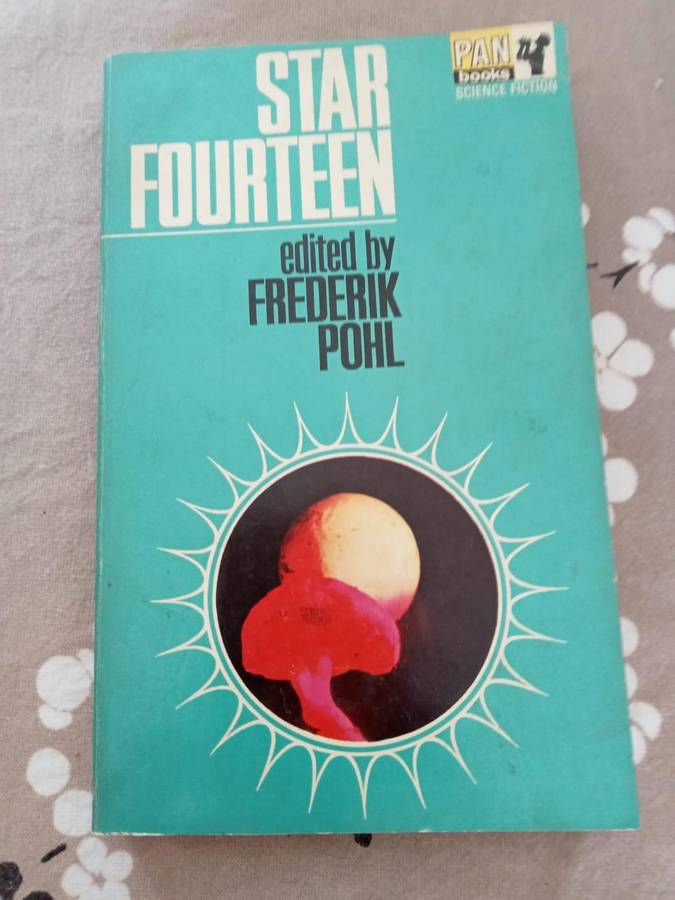 STAR
FOURTEEN
PAN
books
SCIENCE FICTION
edited by
FREDERIK
POHL